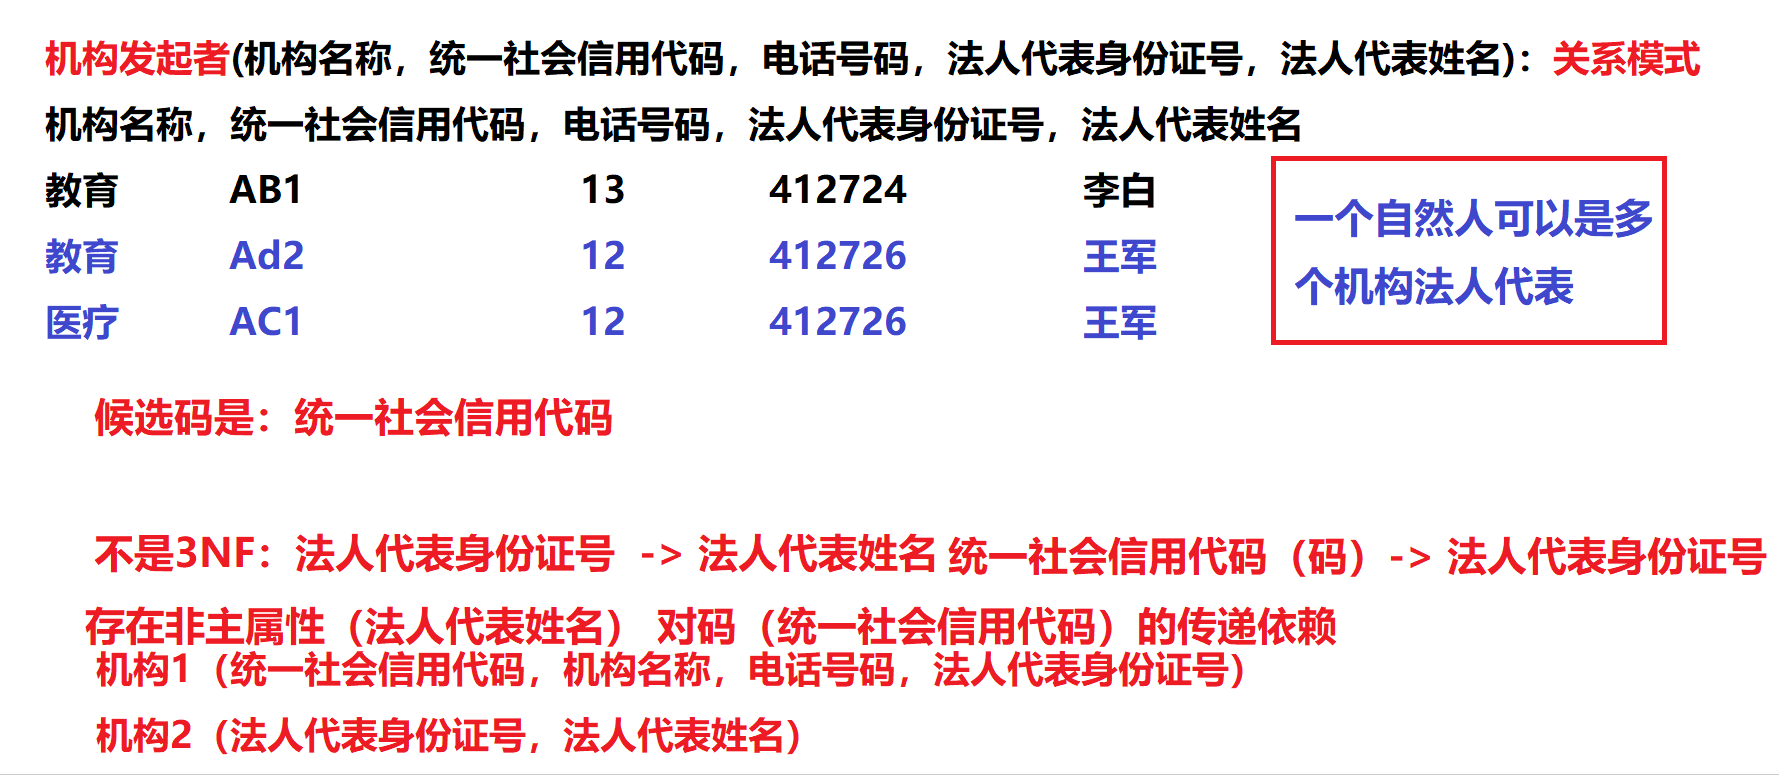 机构发起者(机构名称，统一社会信用代码，电话号码，法人代表身份证号，法人代表姓名)：关系模式
机构名称，统一社会信用代码，电话号码，法人代表身份证号，法人代表姓名
教育 AB1 13 412724 李白
教育 Ad2 12 412726 王军
医疗 AC1 12 412726 王军
一个自然人可以是多
个机构法人代表
候选码是：统一社会信用代码
不是3NF：法人代表身份证号 -> 法人代表姓名 统一社会信用代码（码）-> 法人代表身份证号
存在非主属性（法人代表姓名） 对码（统一社会信用代码）的传递依赖
机构1（统一社会信用代码，机构名称，电话号码，法人代表身份证号）
机构2（法人代表身份证号，法人代表姓名）